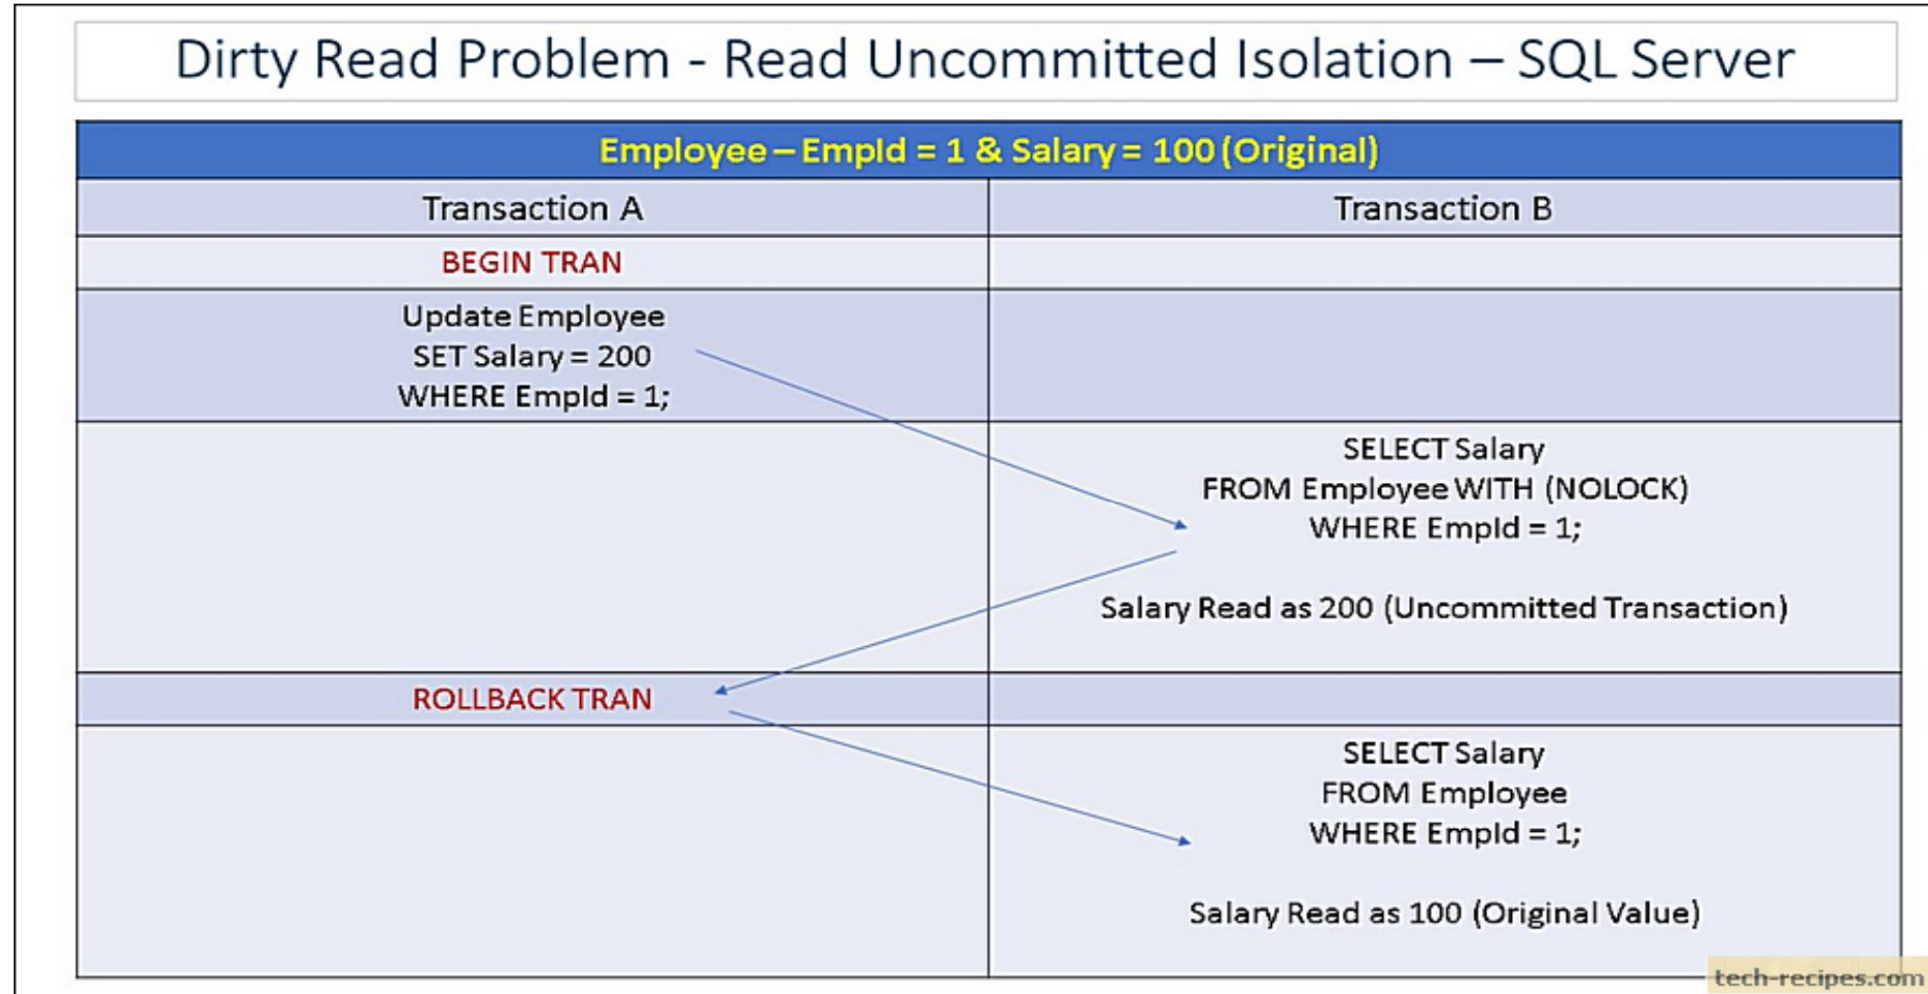 Dirty Read Problem - Read Uncommitted Isolation – SQL Server
Employee – EmpId = 1 & Salary = 100 (Original)
Transaction A
Transaction B
BEGIN TRAN
Update Employee
SET Salary = 200
WHERE EmpId = 1;
SELECT Salary
FROM Employee WITH (NOLOCK)
WHERE EmpId = 1;
Salary Read as 200 (Uncommitted Transaction)
ROLLBACK TRAN
SELECT Salary
FROM Employee
WHERE EmpId = 1;
Salary Read as 100 (Original Value)
tech-recipes.com